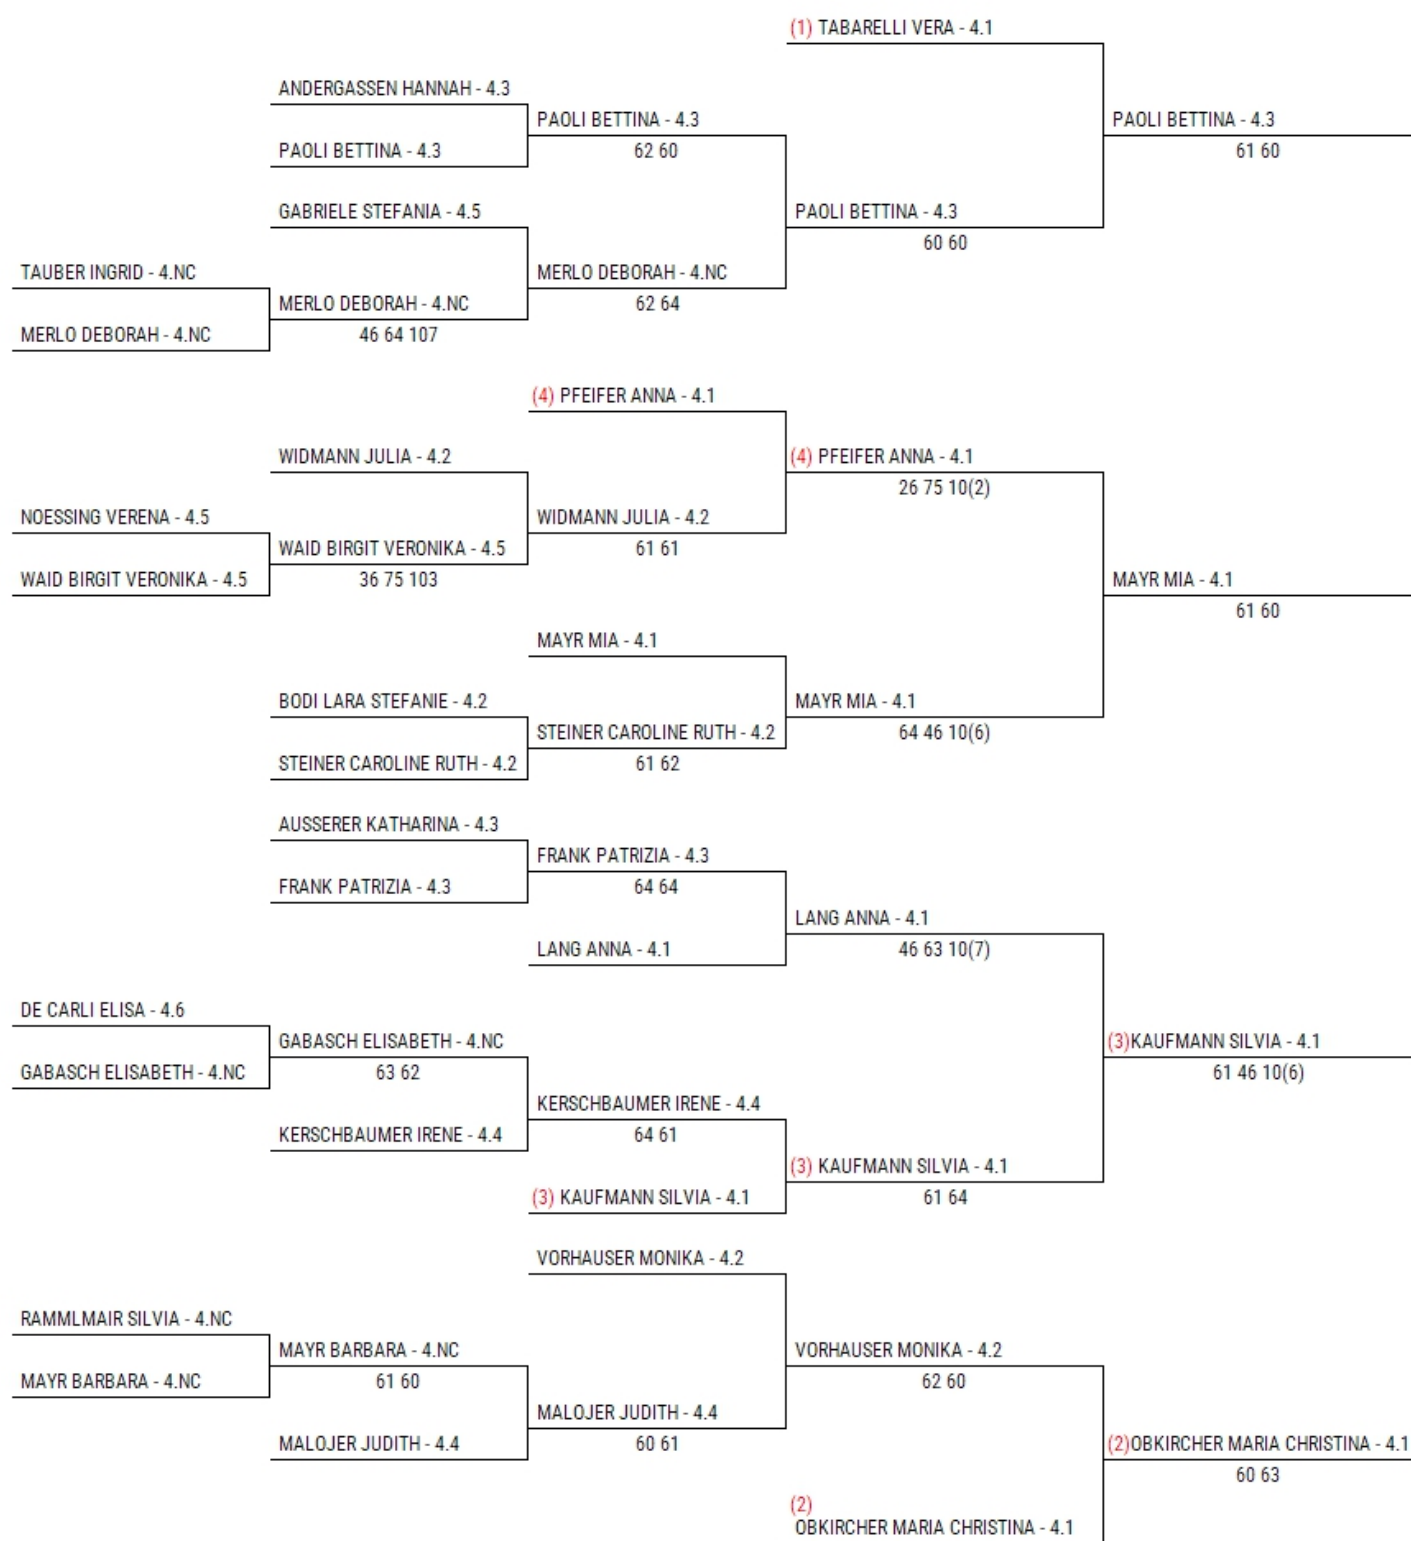 (1) TABARELLI VERA - 4.1
ANDERGASSEN HANNAH - 4.3
PAOLI BETTINA - 4.3
PAOLI BETTINA - 4.3
PAOLI BETTINA - 4.3
62 60
61 60
GABRIELE STEFANIA - 4.5
PAOLI BETTINA - 4.3
60 60
TAUBER INGRID - 4.NC
MERLO DEBORAH - 4.NC
MERLO DEBORAH - 4.NC
62 64
MERLO DEBORAH - 4.NC
46 64 107
(4) PFEIFER ANNA - 4.1
WIDMANN JULIA - 4.2
(4) PFEIFER ANNA - 4.1
26 75 10(2)
NOESSING VERENA - 4.5
WIDMANN JULIA - 4.2
WAID BIRGIT VERONIKA - 4.5
61 61
WAID BIRGIT VERONIKA - 4.5
36 75 103
MAYR MIA - 4.1
61 60
MAYR MIA - 4.1
BODI LARA STEFANIE - 4.2
MAYR MIA - 4.1
STEINER CAROLINE RUTH - 4.2
64 46 10(6)
STEINER CAROLINE RUTH - 4.2
61 62
AUSSERER KATHARINA - 4.3
FRANK PATRIZIA - 4.3
FRANK PATRIZIA - 4.3
64 64
LANG ANNA - 4.1
LANG ANNA - 4.1
46 63 10(7)
DE CARLI ELISA - 4.6
GABASCH ELISABETH - 4.NC
(3)KAUFMANN SILVIA - 4.1
GABASCH ELISABETH - 4.NC
63 62
61 46 10(6)
KERSCHBAUMER IRENE - 4.4
KERSCHBAUMER IRENE - 4.4
64 61
(3) KAUFMANN SILVIA - 4.1
(3) KAUFMANN SILVIA - 4.1
61 64
VORHAUSER MONIKA - 4.2
RAMMLMAIR SILVIA - 4.NC
MAYR BARBARA - 4.NC
VORHAUSER MONIKA - 4.2
MAYR BARBARA - 4.NC
61 60
62 60
MALOJER JUDITH - 4.4
MALOJER JUDITH - 4.4
60 61
(2)OBKIRCHER MARIA CHRISTINA - 4.1
60 63
(2)
OBKIRCHER MARIA CHRISTINA - 4.1